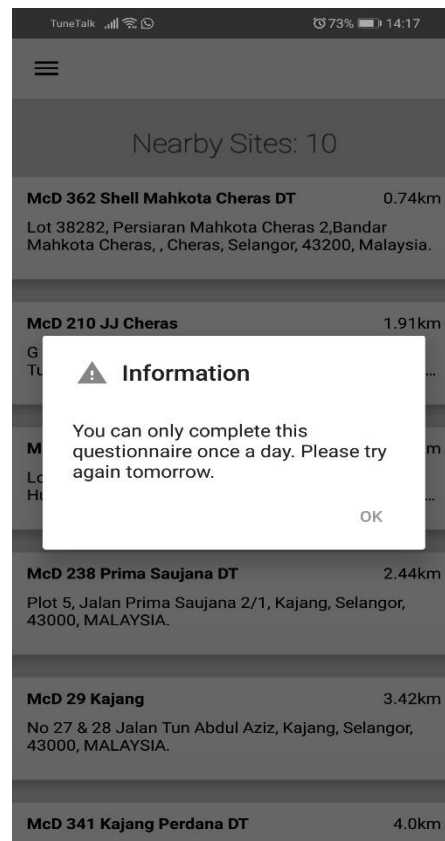 TuneTalk 73% 14:17
Nearby Sites: 10
McD 362 Shell Mahkota Cheras DT 0.74km
Lot 38282, Persiaran Mahkota Cheras 2,Bandar
Mahkota Cheras, , Cheras, Selangor, 43200, Malaysia.
McD 210 JJ Cheras 1.91km
G
Tu ...
Information
You can only complete this
questionnaire once a day. Please try
again tomorrow.
OK
M m
Lo
Hu ...
McD 238 Prima Saujana DT 2.44km
Plot 5, Jalan Prima Saujana 2/1, Kajang, Selangor,
43000, MALAYSIA.
McD 29 Kajang 3.42km
No 27 & 28 Jalan Tun Abdul Aziz, Kajang, Selangor,
43000, MALAYSIA.
McD 341 Kajang Perdana DT 4.0km